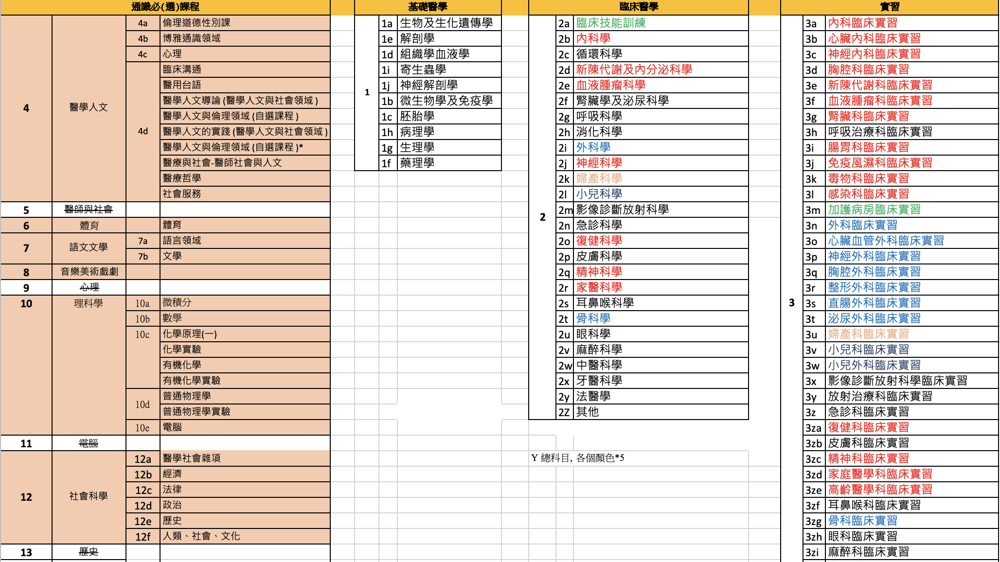 通識必(選)課程
4
醫學人文
4a 倫理道德性別課
4b 博雅通識領域
4c 心理
4d
臨床溝通
醫用台語
醫學人文導論 (醫學人文與社會領域 )
醫學人文與倫理領域 (自選課程 )
醫學人文的實踐 (醫學人文與社會領域 )
醫學人文與倫理領域 (自選課程 )*
醫療與社會-醫師社會與人文
醫療哲學
社會服務
5 醫師與社會
6 體育 體育
7 語文文學
7a 語言領域
7b 文學
8 音樂美術戲劇
9 心理
10 理科學
10a 微積分
10b 數學
10c 化學原理(一)
化學實驗
有機化學
有機化學實驗
10d
普通物理學
普通物理學實驗
10e 電腦
11 電腦
12 社會科學
12a 醫學社會雜項
12b 經濟
12c 法律
12d 政治
12e 歷史
12f 人類、社會、文化
13 歷史
基礎醫學
1
1a 生物及生化遺傳學
1e 解剖學
1d 組織學血液學
1i 寄生蟲學
1j 神經解剖學
1b 微生物學及免疫學
1c 胚胎學
1h 病理學
1g 生理學
1f 藥理學
臨床醫學
2
2a 臨床技能訓練
2b 內科學
2c 循環科學
2d 新陳代謝及內分泌科學
2e 血液腫瘤科學
2f 腎臟學及泌尿科學
2g 呼吸科學
2h 消化科學
2i 外科學
2j 神經科學
2k 婦產科學
2l 小兒科學
2m 影像診斷放射科學
2n 急診科學
2o 復健科學
2p 皮膚科學
2q 精神科學
2r 家醫科學
2s 耳鼻喉科學
2t 骨科學
2u 眼科學
2v 麻醉科學
2w 中醫科學
2x 牙醫科學
2y 法醫學
2Z 其他
Y 總科目, 各個顏色*5
實習
3
3a 內科臨床實習
3b 心臟內科臨床實習
3c 神經內科臨床實習
3d 胸腔科臨床實習
3e 新陳代謝科臨床實習
3f 血液腫瘤科臨床實習
3g 腎臟科臨床實習
3h 呼吸治療科臨床實習
3i 腸胃科臨床實習
3j 免疫風濕科臨床實習
3k 毒物科臨床實習
3l 感染科臨床實習
3m 加護病房臨床實習
3n 外科臨床實習
3o 心臟血管外科臨床實習
3p 神經外科臨床實習
3q 胸腔外科臨床實習
3r 整形外科臨床實習
3s 直腸外科臨床實習
3t 泌尿外科臨床實習
3u 婦產科臨床實習
3v 小兒科臨床實習
3w 小兒外科臨床實習
3x 影像診斷放射科學臨床實習
3y 放射治療科臨床實習
3z 急診科臨床實習
3za 復健科臨床實習
3zb 皮膚科臨床實習
3zc 精神科臨床實習
3zd 家庭醫學科臨床實習
3ze 高齡醫學科臨床實習
3zf 耳鼻喉科臨床實習
3zg 骨科臨床實習
3zh 眼科臨床實習
3zi 麻醉科臨床實習